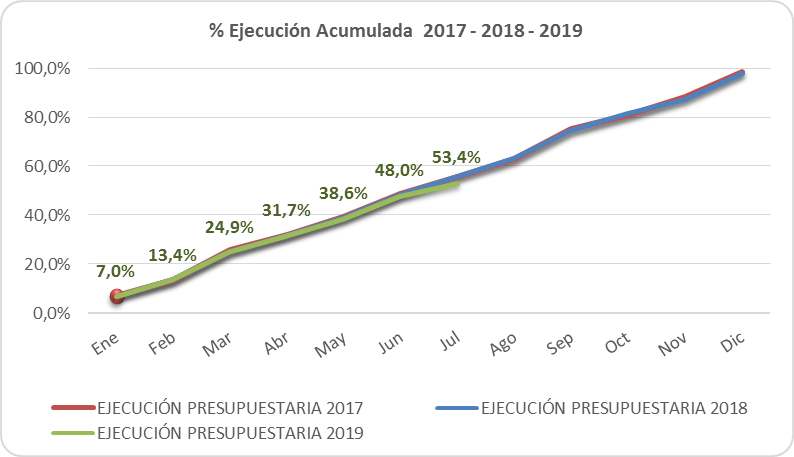 % Ejecución Acumulada 2017 - 2018 - 2019
100,0%
80,0%
60,0%
40,0%
20,0%
0,0%
7,0%
13,4%
24,9%
31,7%
38,6%
48,0%
53,4%
Ene
Feb
Mar
Abr
May
Jun
Jul
Ago
Sep
Oct
Nov
Dic
EJECUCIÓN PRESUPUESTARIA 2017
EJECUCIÓN PRESUPUESTARIA 2018
EJECUCIÓN PRESUPUESTARIA 2019